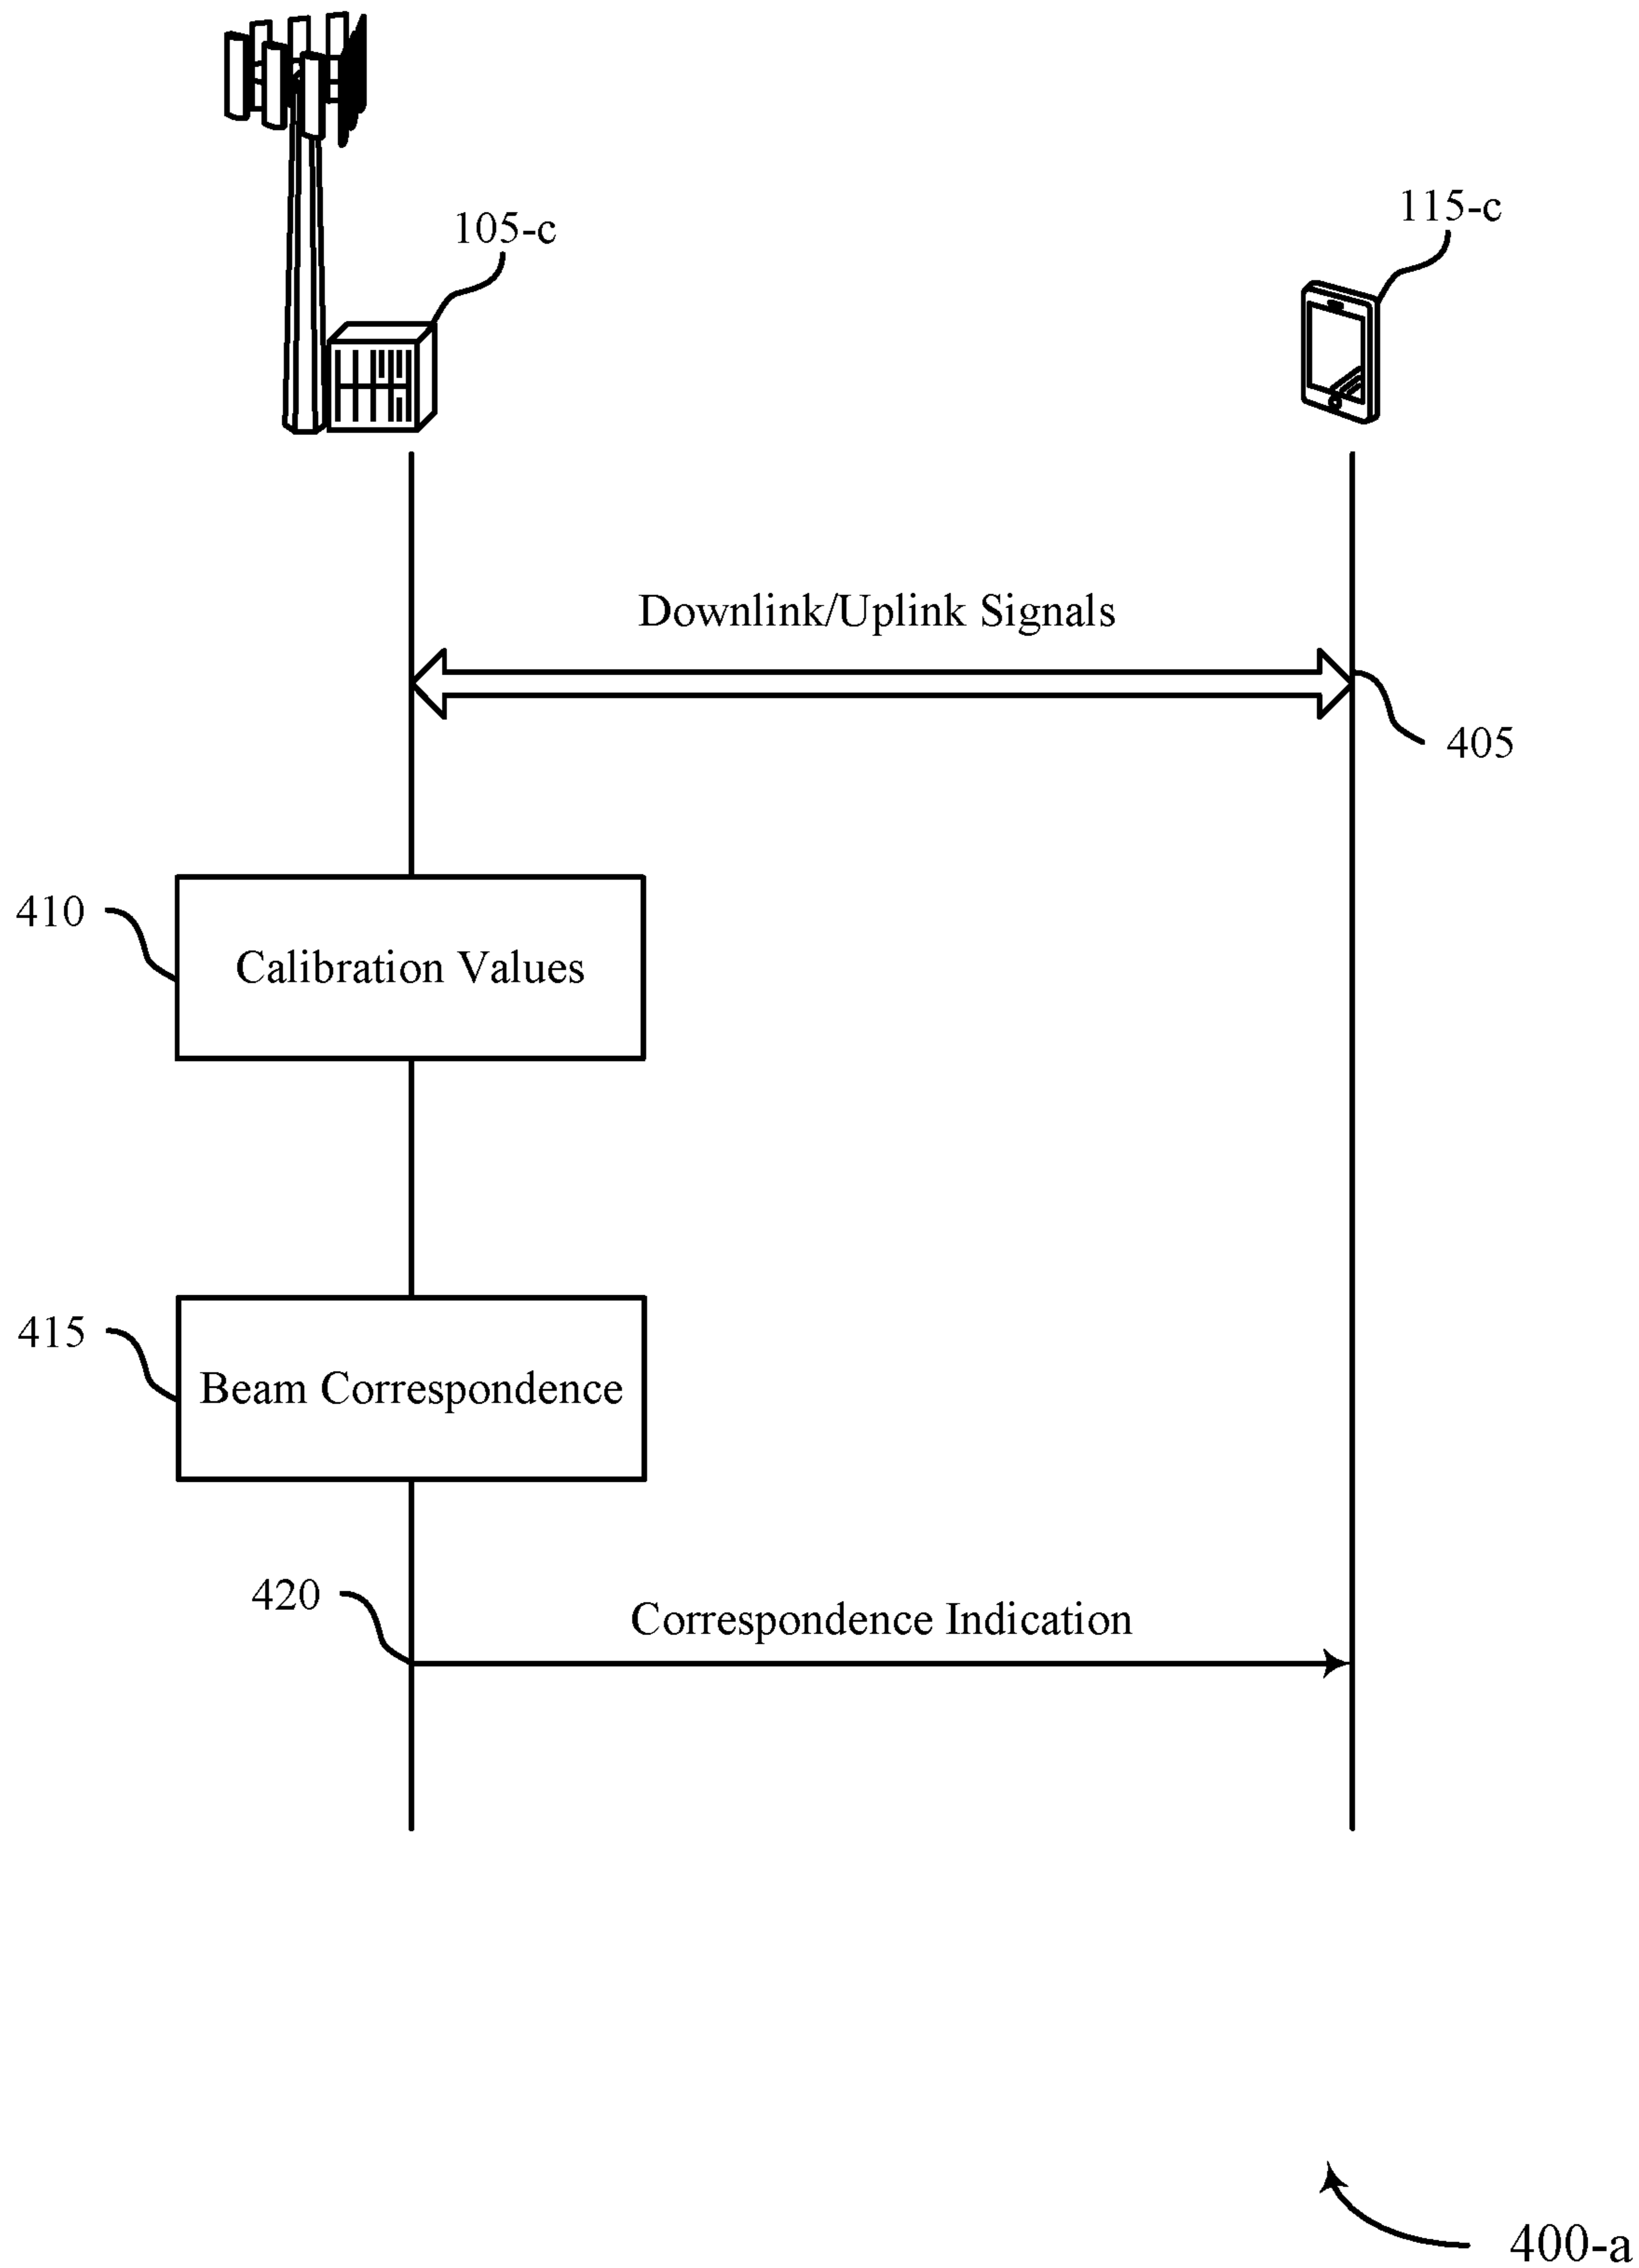 115-c
105-c
Downlink/Uplink Signals
405
410
Calibration Values
415
Beam Correspondence
420
Correspondence Indication
400-a